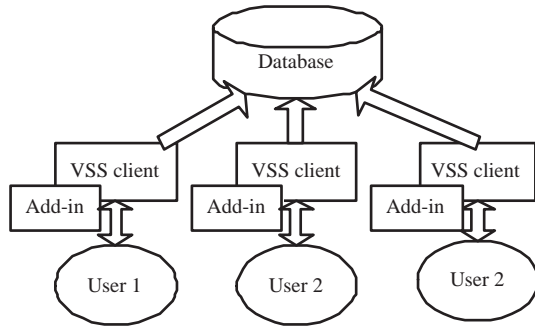 Database
VSS client
VSS client
VSS client
Add-in
Add-in
Add-in
User 1
User 2
User 2